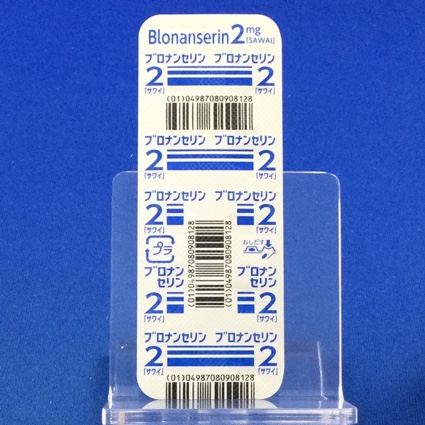 Blonanserin 2mg [SAWAI]
ブロナンセリン ブロナンセリン
2 2
「サワイ」 「サワイ」
(01)04987080908128
ブロナンセリン ブロナンセリン
2 2
「サワイ」 「サワイ」
ブロナンセリン ブロナンセリン
2 2
「サワイ」 「サワイ」
(01)04987080908128
プラ
おしだす
(01)04987080908128
ブロナン ブロナン
セリン セリン
2 2
「サワイ」 「サワイ」
ブロナンセリン ブロナンセリン
2 2
「サワイ」 「サワイ」
(01)04987080908128